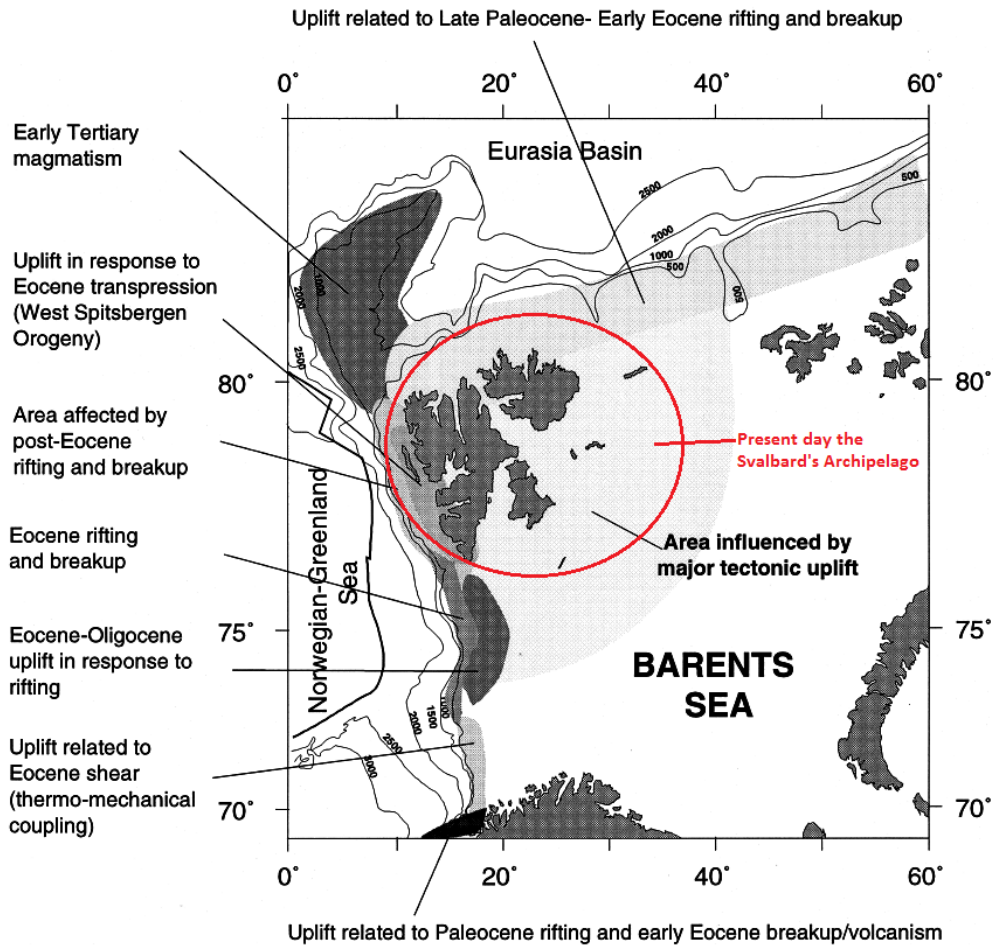 Uplift related to Late Paleocene- Early Eocene rifting and breakup
0° 20° 40° 60°
Early Tertiary
magmatism
Eurasia Basin
2500
500
2000
1000
500
500
1000
2000
2500
Uplift in response to
Eocene transpression
(West Spitsbergen
Orogeny)
80° 80°
Area affected by
post-Eocene
rifting and breakup
Present day the
Svalbard's Archipelago
Norwegian-Greenland
Sea
Eocene rifting
and breakup
Area influenced by
major tectonic uplift
75° 75°
Eocene-Oligocene
uplift in response to
rifting
BARENTS
SEA
1000
1500
2000
2500
3000
Uplift related to
Eocene shear
(thermo-mechanical
coupling)
70° 70°
0° 20° 40° 60°
Uplift related to Paleocene rifting and early Eocene breakup/volcanism